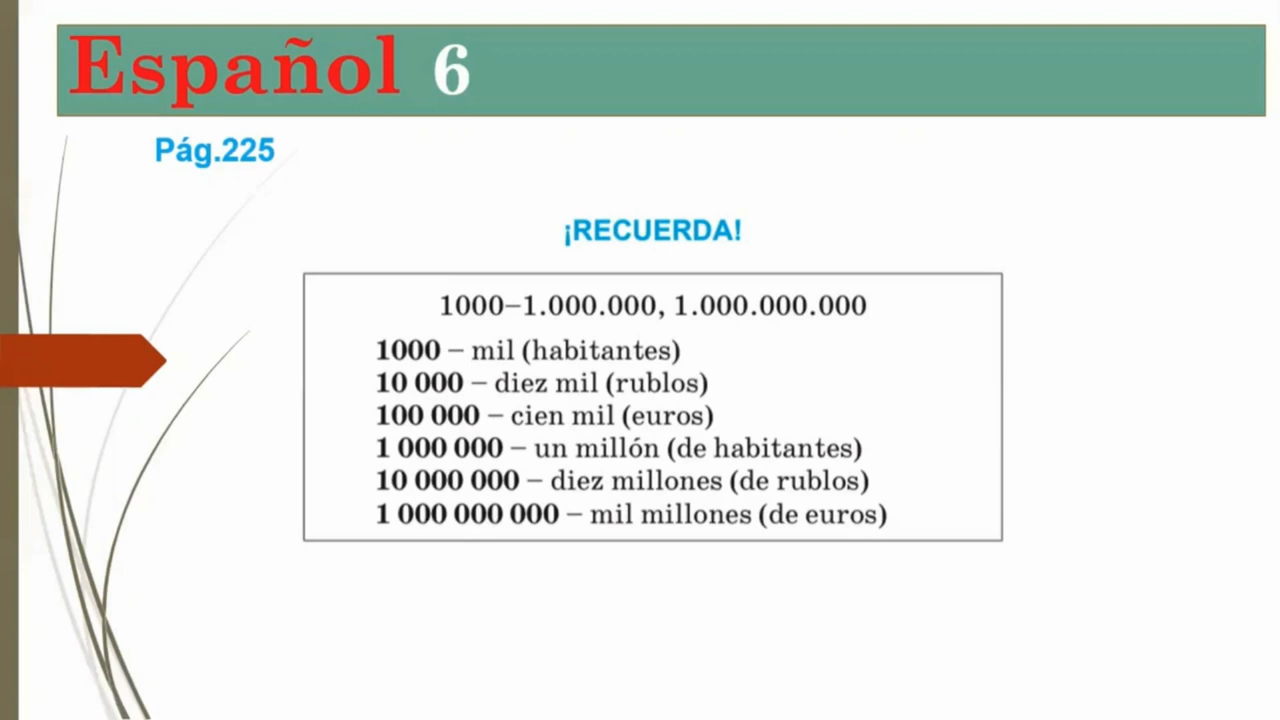 Español 6
Pág.225
¡RECUERDA!
1000–1.000.000, 1.000.000.000
1000 – mil (habitantes)
10 000 – diez mil (rublos)
100 000 – cien mil (euros)
1 000 000 – un millón (de habitantes)
10 000 000 – diez millones (de rublos)
1 000 000 000 – mil millones (de euros)